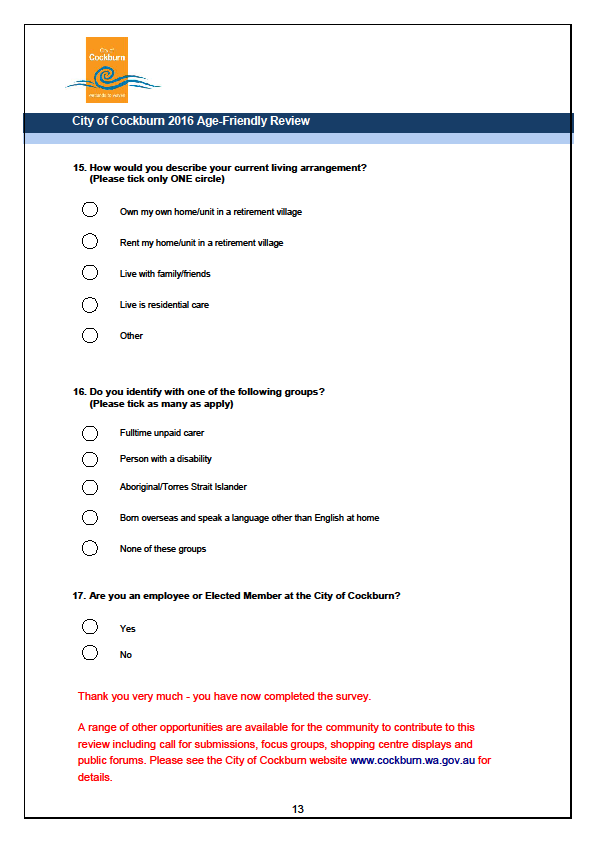 City of
Cockburn
City of Cockburn 2016 Age-Friendly Review
15. How would you describe your current living arrangement?
(Please tick only ONE circle)
Own my own home/unit in a retirement village
Rent my home/unit in a retirement village
Live with family/friends
Live is residential care
Other
16. Do you identify with one of the following groups?
(Please tick as many as apply)
Fulltime unpaid carer
Person with a disability
Aboriginal/Torres Strait Islander
Born overseas and speak a language other than English at home
None of these groups
17. Are you an employee or Elected Member at the City of Cockburn?
Yes
No
Thank you very much - you have now completed the survey.
A range of other opportunities are available for the community to contribute to this
review including call for submissions, focus groups, shopping centre displays and
public forums. Please see the City of Cockburn website www.cockburn.wa.gov.au for
details.
13